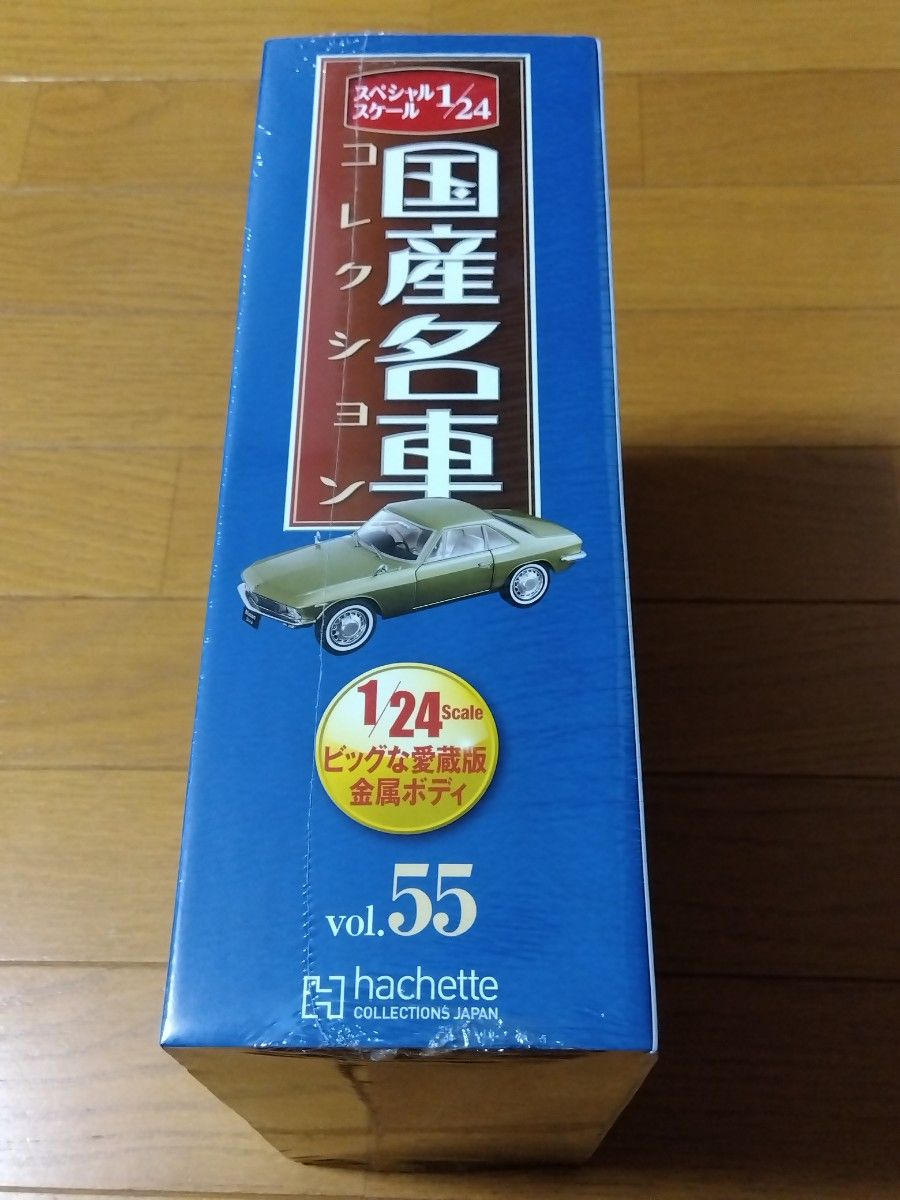 スペシャル
スケール 1/24
国産名車
コレクション
1/24 Scale
ビッグな愛蔵版
金属ボディ
vol.55
hachette
COLLECTIONS JAPAN